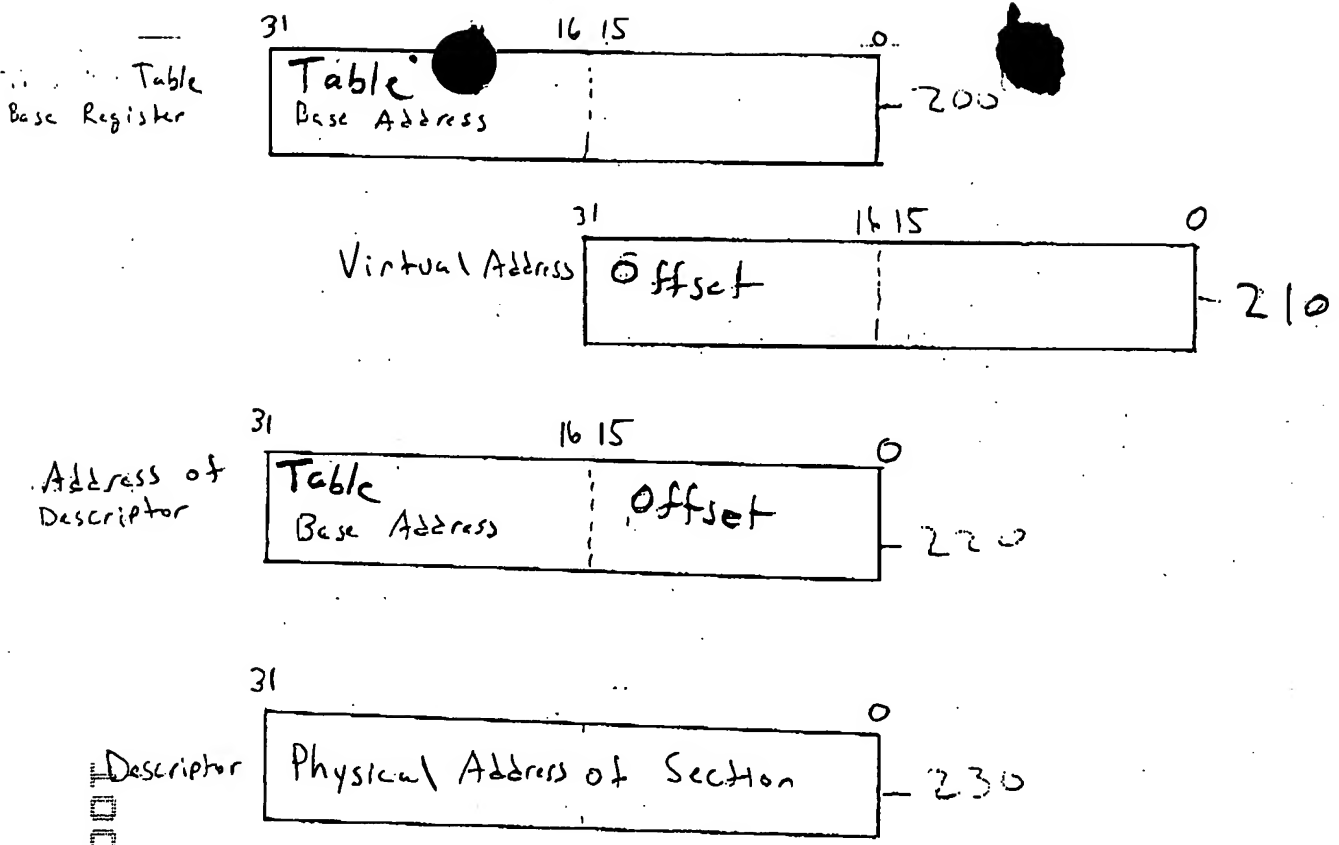 31 16 15 0
Table
Base Register
Table
Base Address
200
31 16 15 0
Virtual Address
Offset
210
31 16 15 0
Address of
Descriptor
Table
Base Address
Offset
220
31 0
Descriptor
Physical Address of Section
230